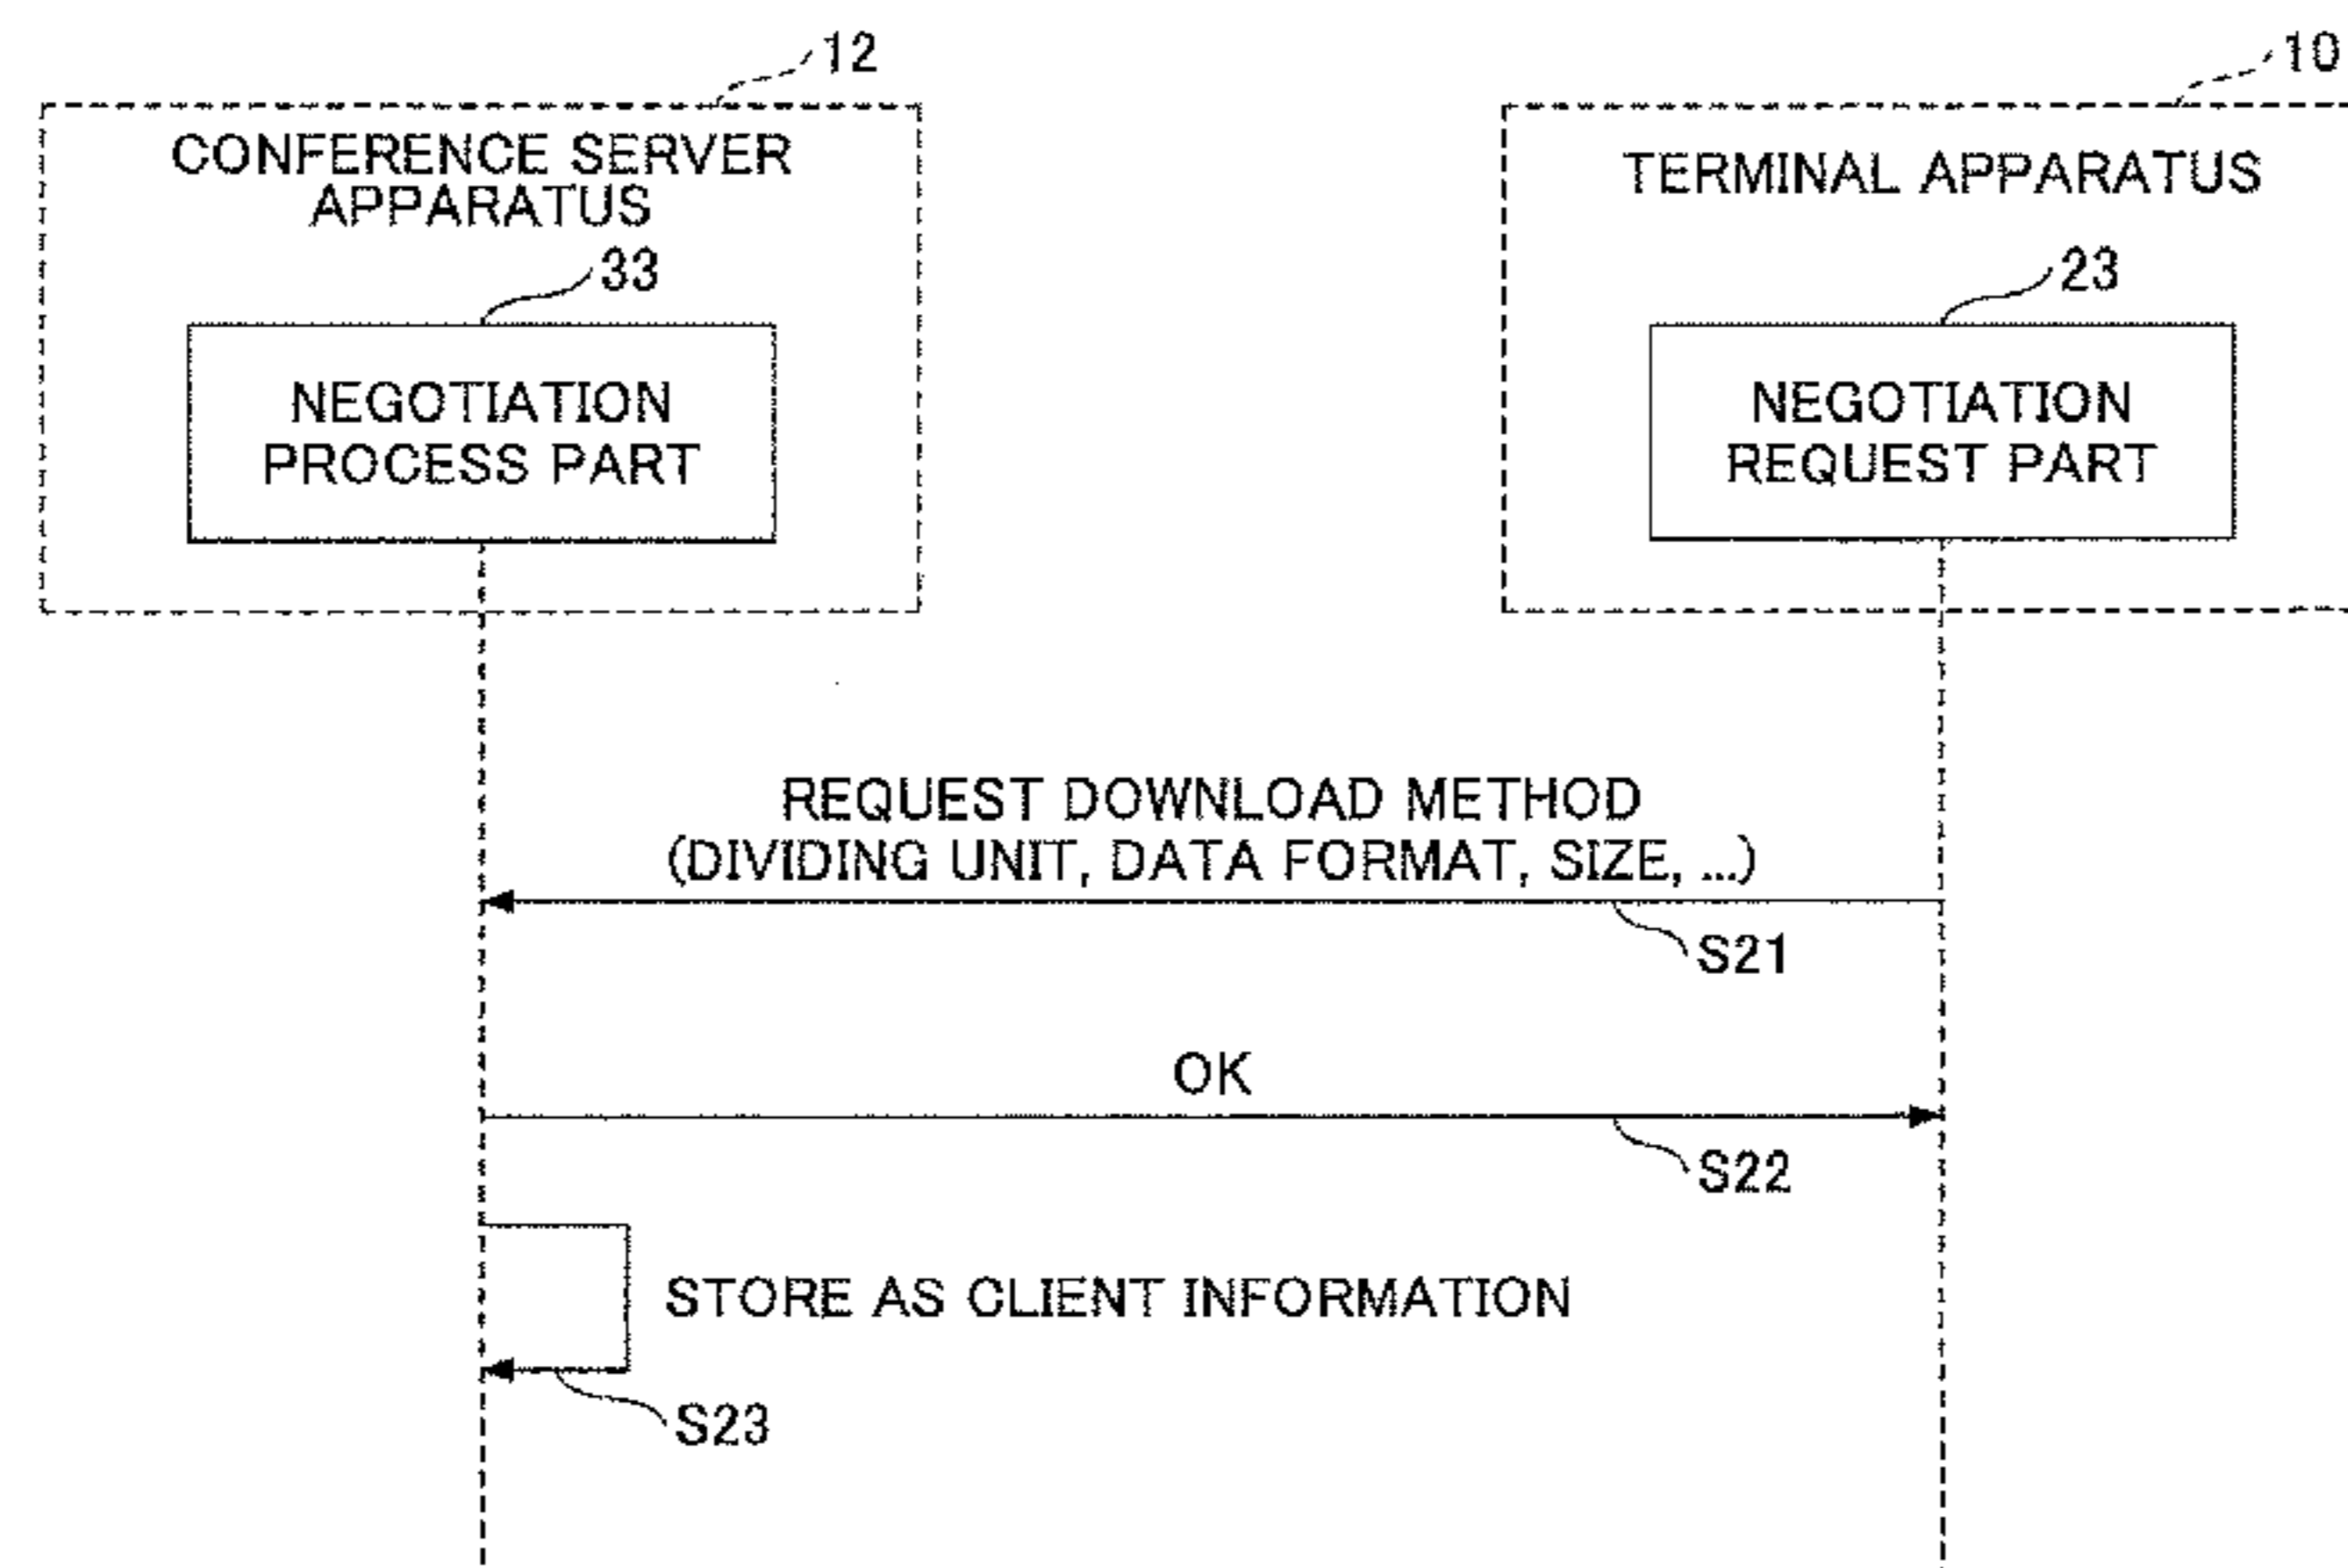 12
10
CONFERENCE SERVER
APPARATUS
TERMINAL APPARATUS
33
23
NEGOTIATION
PROCESS PART
NEGOTIATION
REQUEST PART
REQUEST DOWNLOAD METHOD
(DIVIDING UNIT, DATA FORMAT, SIZE, ...)
S21
OK
S22
STORE AS CLIENT INFORMATION
S23